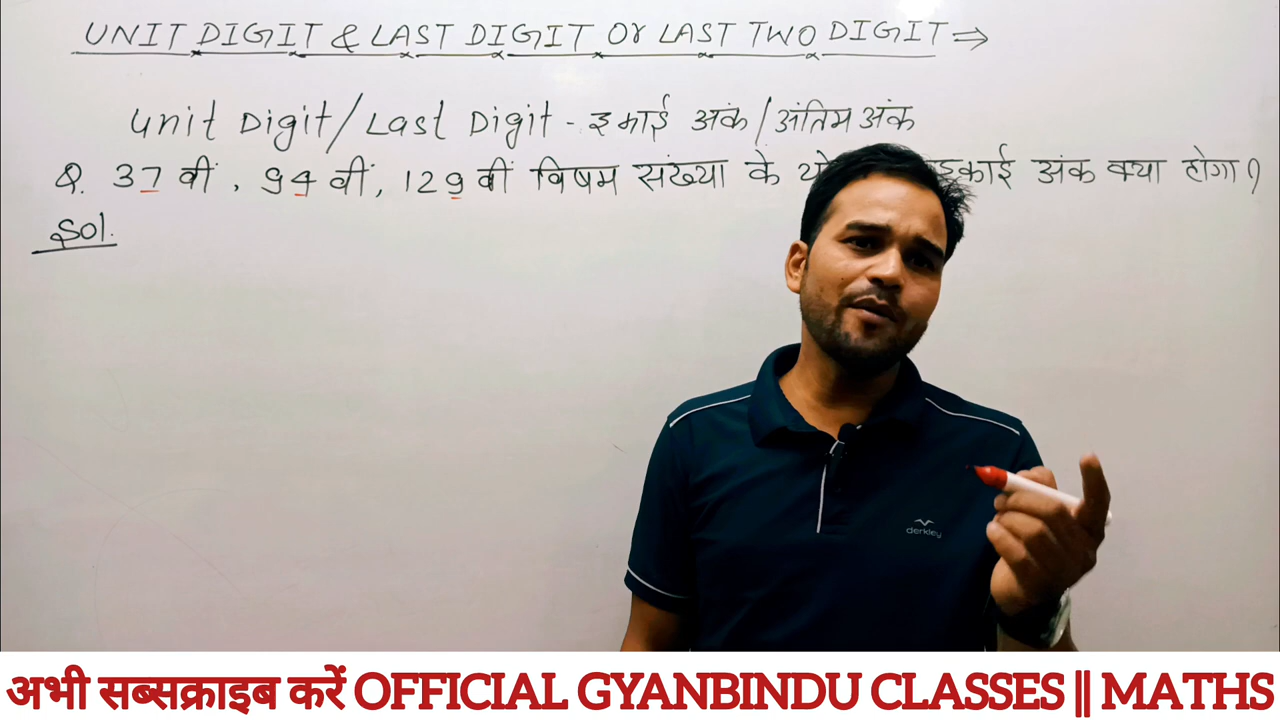 UNIT DIGIT & LAST DIGIT Or LAST TWO DIGIT ⇒
Unit Digit/Last Digit - इकाई अंक/अंतिम अंक
Q. 37 वीं, 94 वीं, 129 वीं विषम संख्या के इकाई अंक क्या होगा?
Sol.
derkley
अभी सब्सक्राइब करें OFFICIAL GYANBINDU CLASSES || MATHS